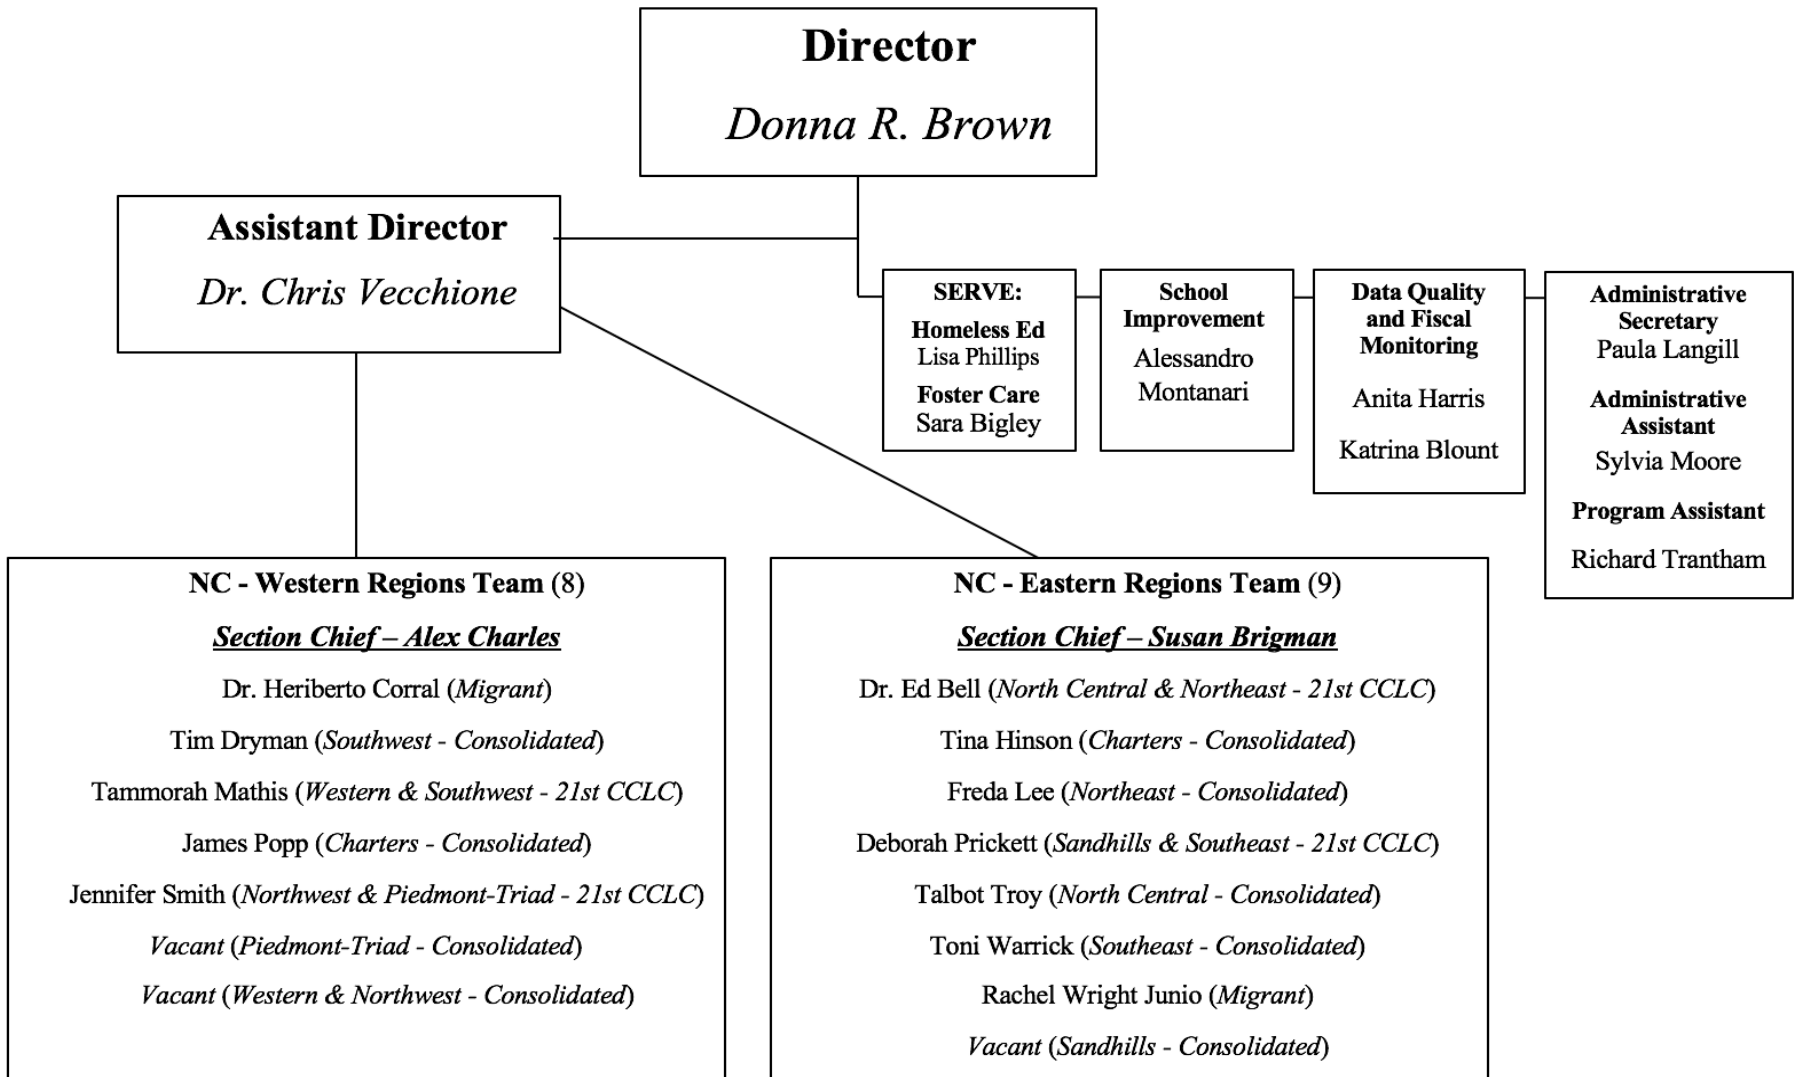 Director
Donna R. Brown
Assistant Director
Dr. Chris Vecchione
SERVE:
Homeless Ed
Lisa Phillips
Foster Care
Sara Bigley
School
Improvement
Alessandro
Montanari
Data Quality
and Fiscal
Monitoring
Anita Harris
Katrina Blount
Administrative
Secretary
Paula Langill
Administrative
Assistant
Sylvia Moore
Program Assistant
Richard Trantham
NC - Western Regions Team (8)
Section Chief – Alex Charles
Dr. Heriberto Corral (Migrant)
Tim Dryman (Southwest - Consolidated)
Tammorah Mathis (Western & Southwest - 21st CCLC)
James Popp (Charters - Consolidated)
Jennifer Smith (Northwest & Piedmont-Triad - 21st CCLC)
Vacant (Piedmont-Triad - Consolidated)
Vacant (Western & Northwest - Consolidated)
NC - Eastern Regions Team (9)
Section Chief – Susan Brigman
Dr. Ed Bell (North Central & Northeast - 21st CCLC)
Tina Hinson (Charters - Consolidated)
Freda Lee (Northeast - Consolidated)
Deborah Prickett (Sandhills & Southeast - 21st CCLC)
Talbot Troy (North Central - Consolidated)
Toni Warrick (Southeast - Consolidated)
Rachel Wright Junio (Migrant)
Vacant (Sandhills - Consolidated)